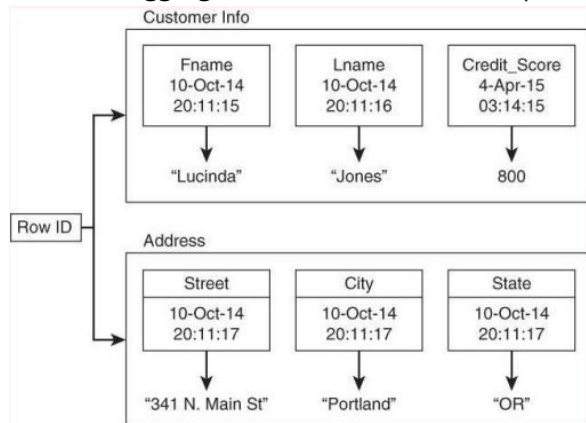 Customer Info
Fname
10-Oct-14
20:11:15
"Lucinda"
Lname
10-Oct-14
20:11:16
"Jones"
Credit_Score
4-Apr-15
03:14:15
800
Row ID
Address
Street
10-Oct-14
20:11:17
"341 N. Main St"
City
10-Oct-14
20:11:17
"Portland"
State
10-Oct-14
20:11:17
"OR"